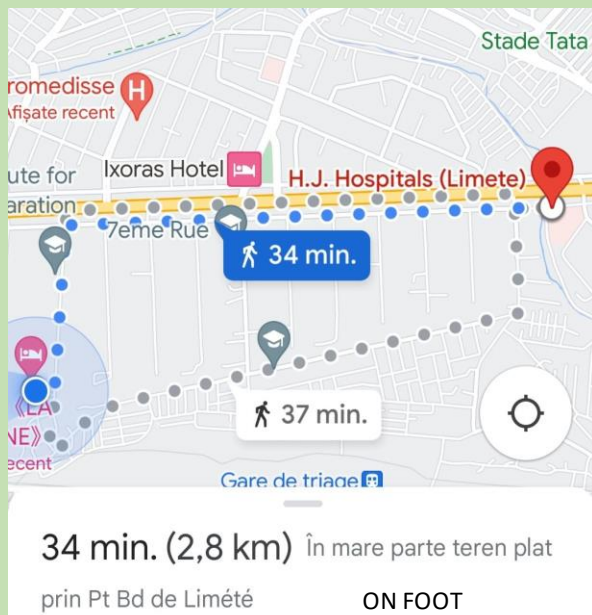 Stade Tata
romedisse
Afișate recent
ute for
Ixoras Hotel
H.J. Hospitals (Limete)
aration
7eme Rue
34 min.
«LA
NE»
ecent
37 min.
Gare de triage
34 min. (2,8 km) În mare parte teren plat
prin Pt Bd de Limété
ON FOOT